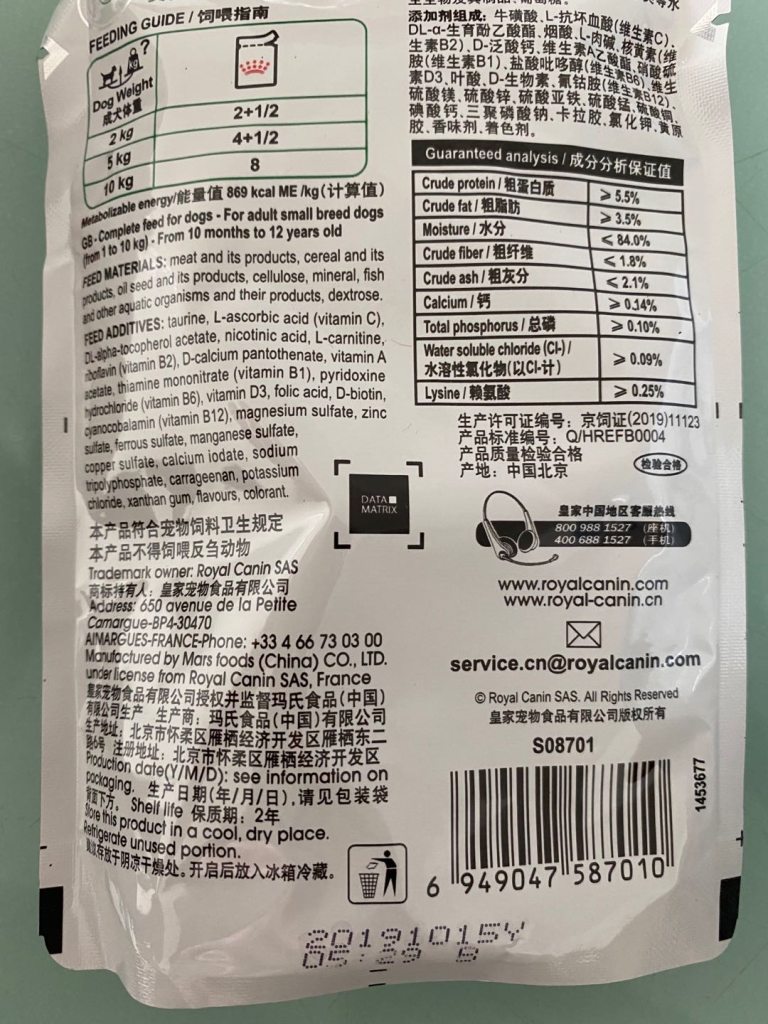 FEEDING GUIDE / 饲喂指南
?
KG
Dog Weight
成犬体重
2 kg
2+1/2
5 kg
4+1/2
10 kg
8
Metabolizable energy/能量值 869 kcal ME /kg(计算值)
GB - Complete feed for dogs - For adult small breed dogs
(from 1 to 10 kg) - From 10 months to 12 years old
FEED MATERIALS: meat and its products, cereal and its
products, oil seed and its products, cellulose, mineral, fish
and other aquatic organisms and their products, dextrose.
FEED ADDITIVES: taurine, L-ascorbic acid (vitamin C),
DL-alpha-tocopherol acetate, nicotinic acid, L-carnitine,
riboflavin (vitamin B2), D-calcium pantothenate, vitamin A
acetate, thiamine mononitrate (vitamin B1), pyridoxine
hydrochloride (vitamin B6), vitamin D3, folic acid, D-biotin,
cyanocobalamin (vitamin B12), magnesium sulfate, zinc
sulfate, ferrous sulfate, manganese sulfate,
copper sulfate, calcium iodate, sodium
tripolyphosphate, carrageenan, potassium
chloride, xanthan gum, flavours, colorant.
本产品符合宠物饲料卫生规定
本产品不得饲喂反刍动物
Trademark owner: Royal Canin SAS
商标持有人：皇家宠物食品有限公司
Address: 650 avenue de la Petite
Camargue-BP4-30470
AIMARGUES-FRANCE-Phone: +33 4 66 73 03 00
Manufactured by Mars foods (China) CO., LTD.
under license from Royal Canin SAS, France
皇家宠物食品有限公司授权并监督玛氏食品(中国)
有限公司生产 生产商：玛氏食品(中国)有限公司
生产地址：北京市怀柔区雁栖经济开发区雁栖东二
路6号 注册地址：北京市怀柔区雁栖经济开发区
Production date(Y/M/D): see information on
packaging. 生产日期(年/月/日),请见包装袋
背面下方。Shelf life 保质期：2年
Store this product in a cool, dry place.
Refrigerate unused portion.
存放于阴凉干燥处。开启后放入冰箱冷藏。
DATA
MATRIX
添加剂组成：牛磺酸、L-抗坏血酸(维生素C)、
DL-α-生育酚乙酸酯、烟酸、L-肉碱、核黄素(维
生素B2)、D-泛酸钙、维生素A乙酸酯、硝酸硫
胺(维生素B1)、盐酸吡哆醇(维生素B6)、维生
素D3、叶酸、D-生物素、氰钴胺(维生素B12)、
硫酸镁、硫酸锌、硫酸亚铁、硫酸锰、硫酸铜、
碘酸钙、三聚磷酸钠、卡拉胶、氯化钾、黄原
胶、香味剂、着色剂。
Guaranteed analysis / 成分分析保证值
Crude protein / 粗蛋白质 ⩾ 5.5%
Crude fat / 粗脂肪 ⩾ 3.5%
Moisture / 水分 ⩽ 84.0%
Crude fiber / 粗纤维 ⩽ 1.8%
Crude ash / 粗灰分 ⩽ 2.1%
Calcium / 钙 ⩾ 0.14%
Total phosphorus / 总磷 ⩾ 0.10%
Water soluble chloride (Cl-) /
水溶性氯化物(以Cl-计) ⩾ 0.09%
Lysine / 赖氨酸 ⩾ 0.25%
生产许可证编号：京饲证(2019)11123
产品标准编号：Q/HREFB0004
产品质量检验合格
产地：中国北京
检验合格
皇家中国地区客服热线
800 988 1527 (座机)
400 688 1527 (手机)
www.royalcanin.com
www.royal-canin.cn
service.cn@royalcanin.com
© Royal Canin SAS. All Rights Reserved
皇家宠物食品有限公司版权所有
S08701
1453677
6 949047 587010
20191015Y
05:29 B